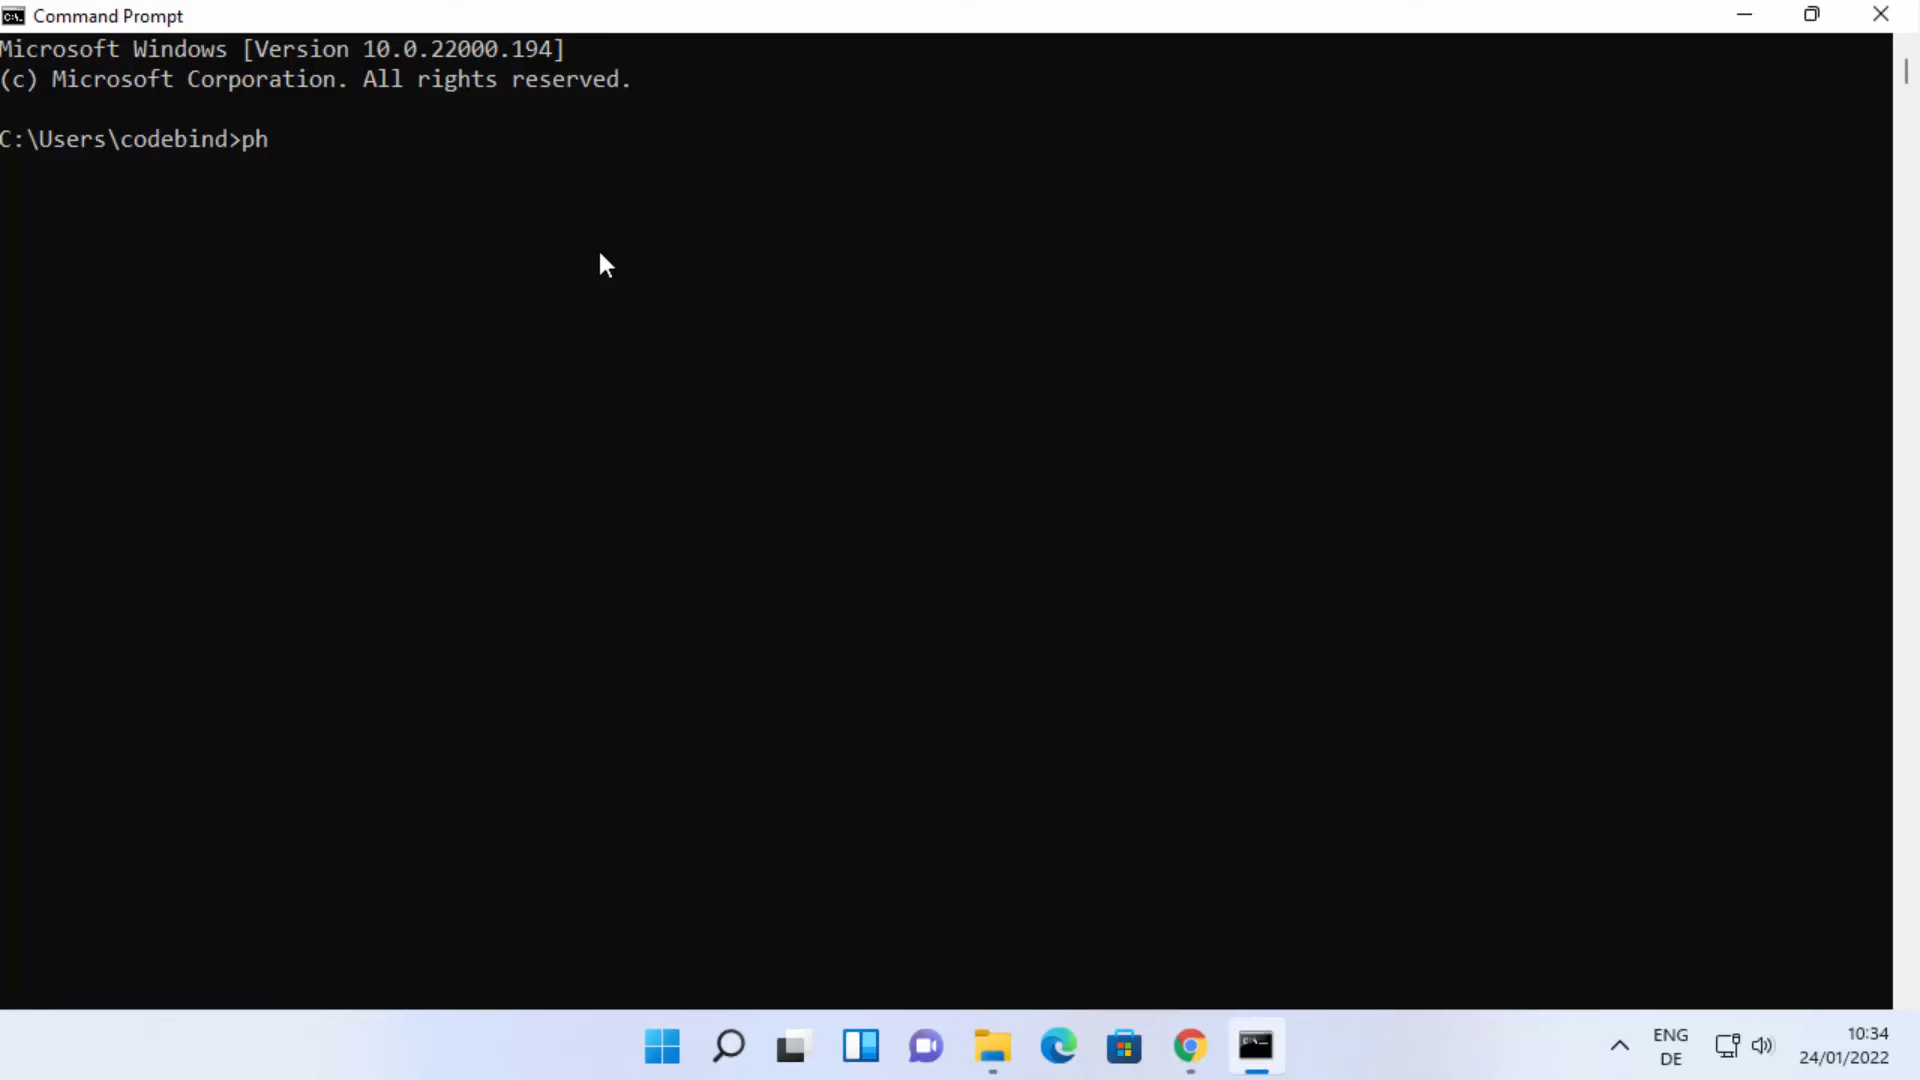 Command Prompt
Microsoft Windows [Version 10.0.22000.194]
(c) Microsoft Corporation. All rights reserved.
C:\Users\codebind>ph
ENG
DE
10:34
24/01/2022